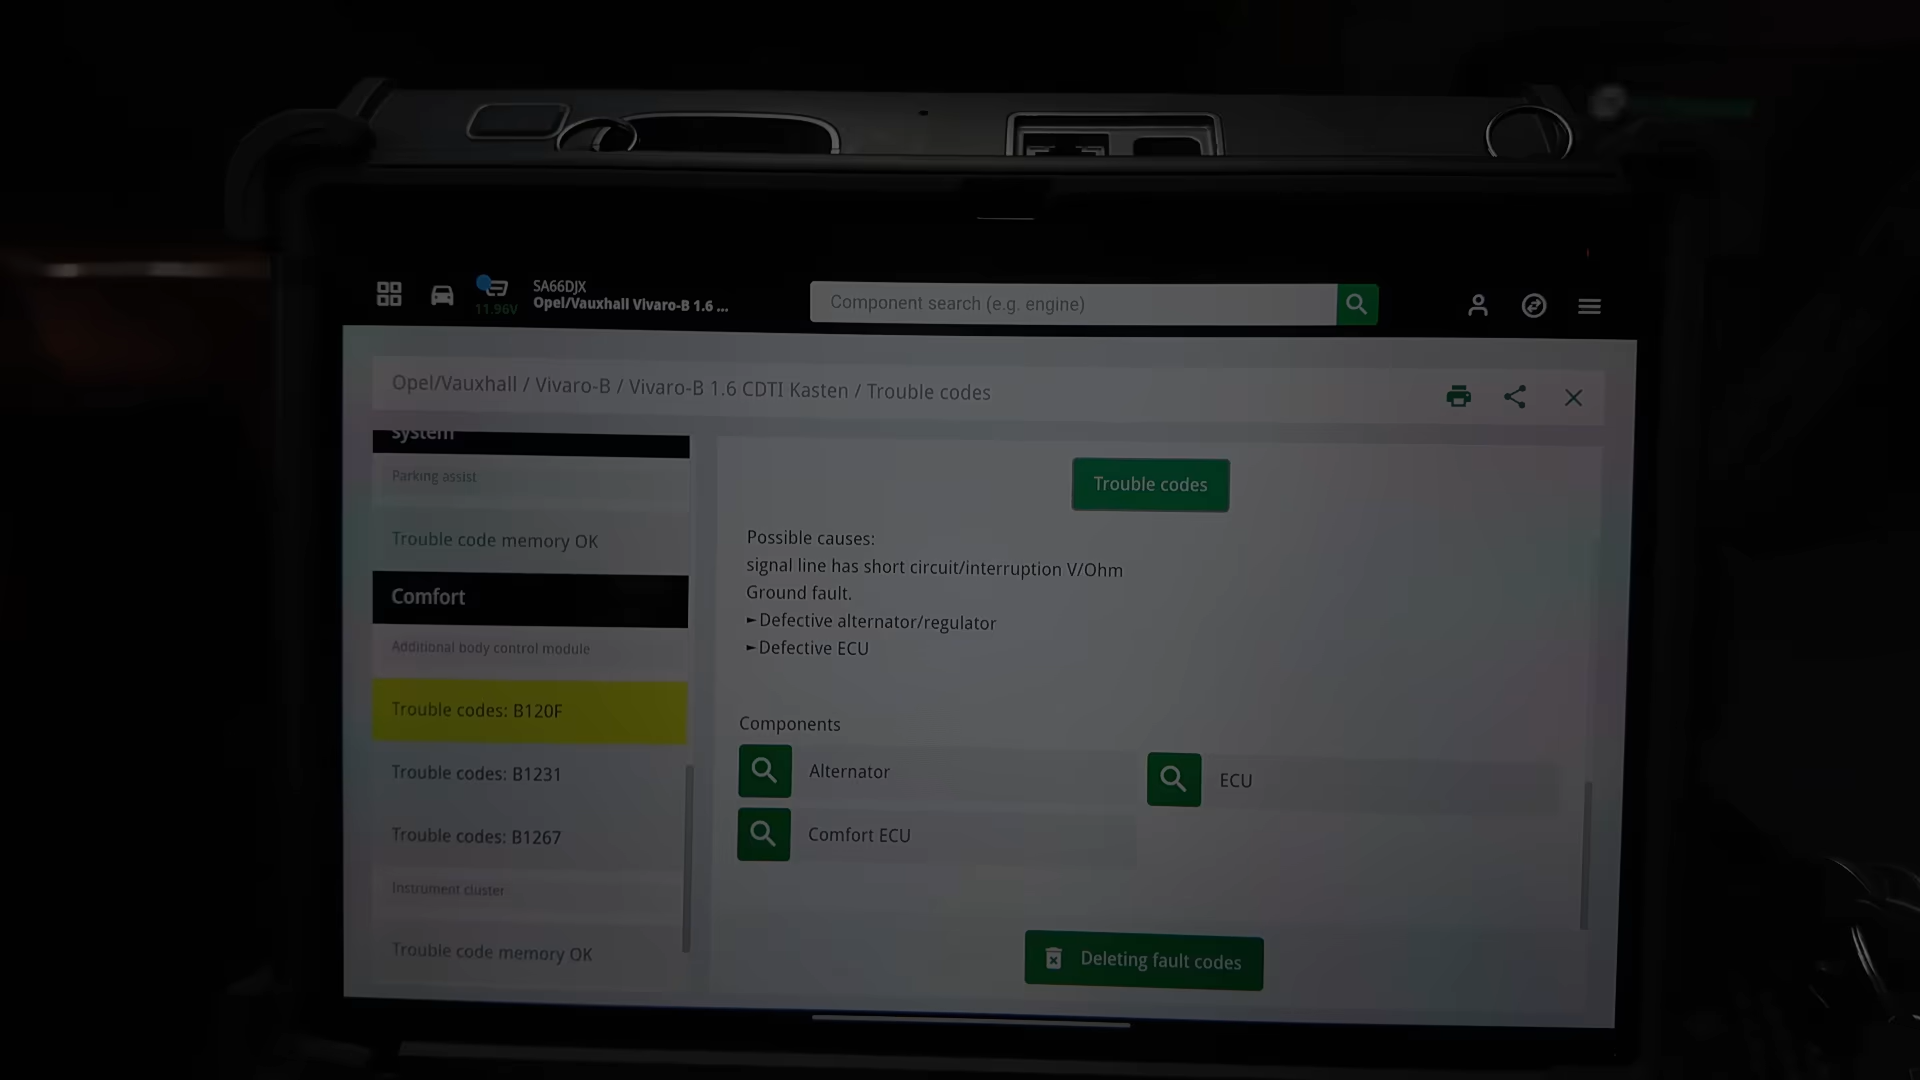 SA66DJX
11.96V
Opel/Vauxhall Vivaro-B 1.6 ...
Component search (e.g. engine)
Opel/Vauxhall / Vivaro-B / Vivaro-B 1.6 CDTI Kasten / Trouble codes
system
Parking assist
Trouble code memory OK
Comfort
Additional body control module
Trouble codes: B120F
Trouble codes: B1231
Trouble codes: B1267
Instrument cluster
Trouble code memory OK
Trouble codes
Possible causes:
signal line has short circuit/interruption V/Ohm
Ground fault.
►Defective alternator/regulator
►Defective ECU
Components
Alternator
ECU
Comfort ECU
Deleting fault codes